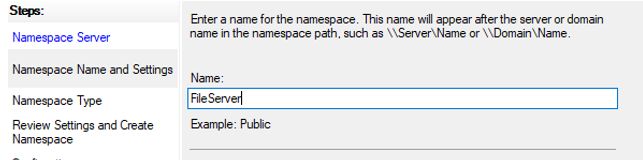 Steps:
Namespace Server
Namespace Name and Settings
Namespace Type
Review Settings and Create
Namespace
Enter a name for the namespace. This name will appear after the server or domain
name in the namespace path, such as \\Server\Name or \\Domain\Name.
Name:
FileServer
Example: Public